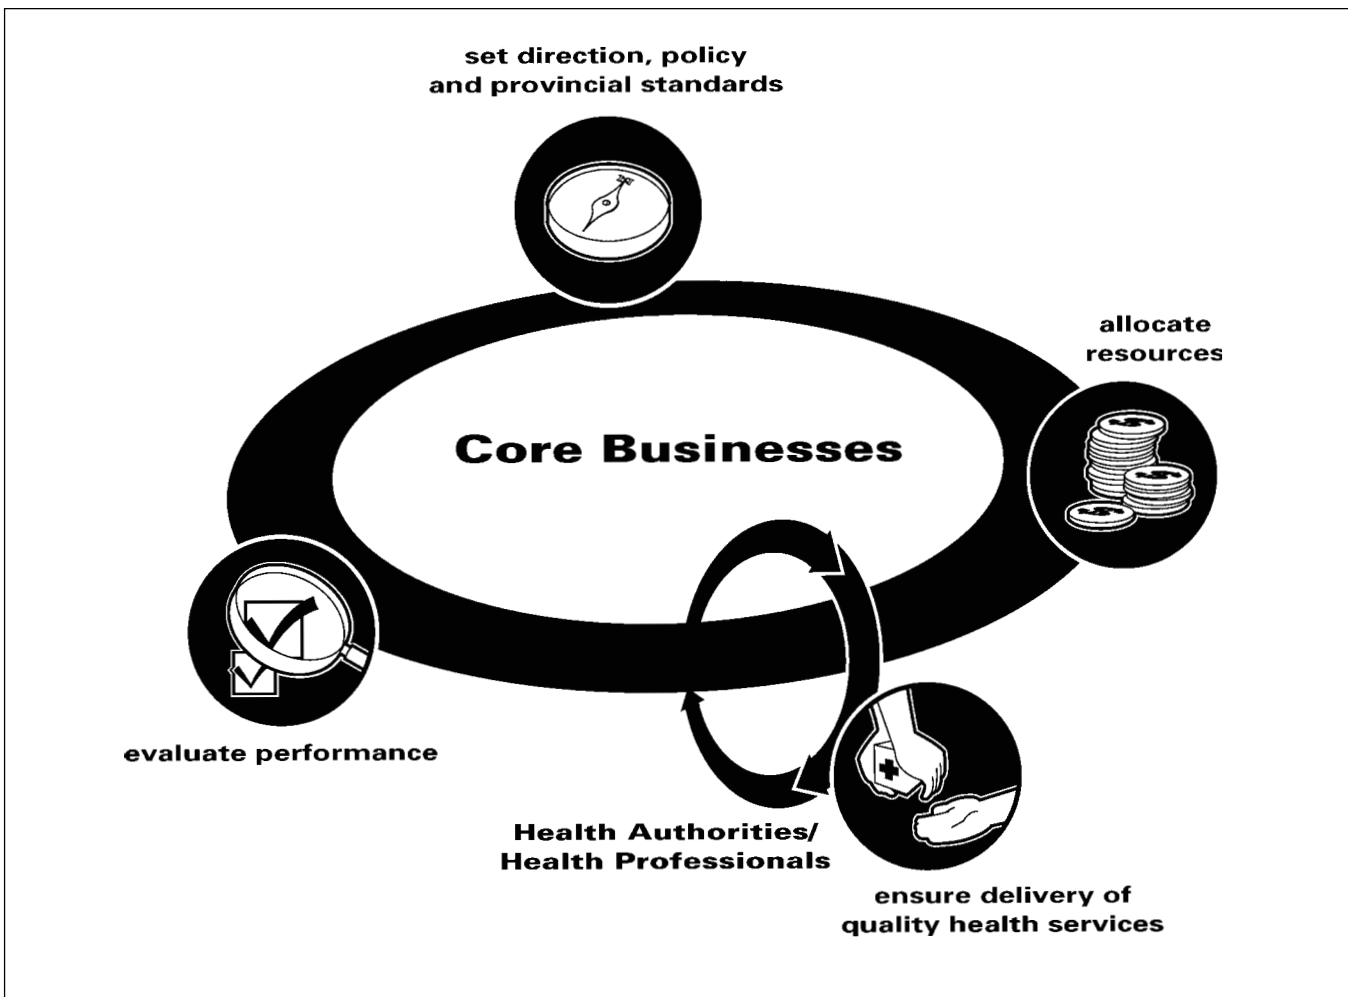 set direction, policy
and provincial standards
allocate
resources
Core Businesses
evaluate performance
Health Authorities/
Health Professionals
ensure delivery of
quality health services